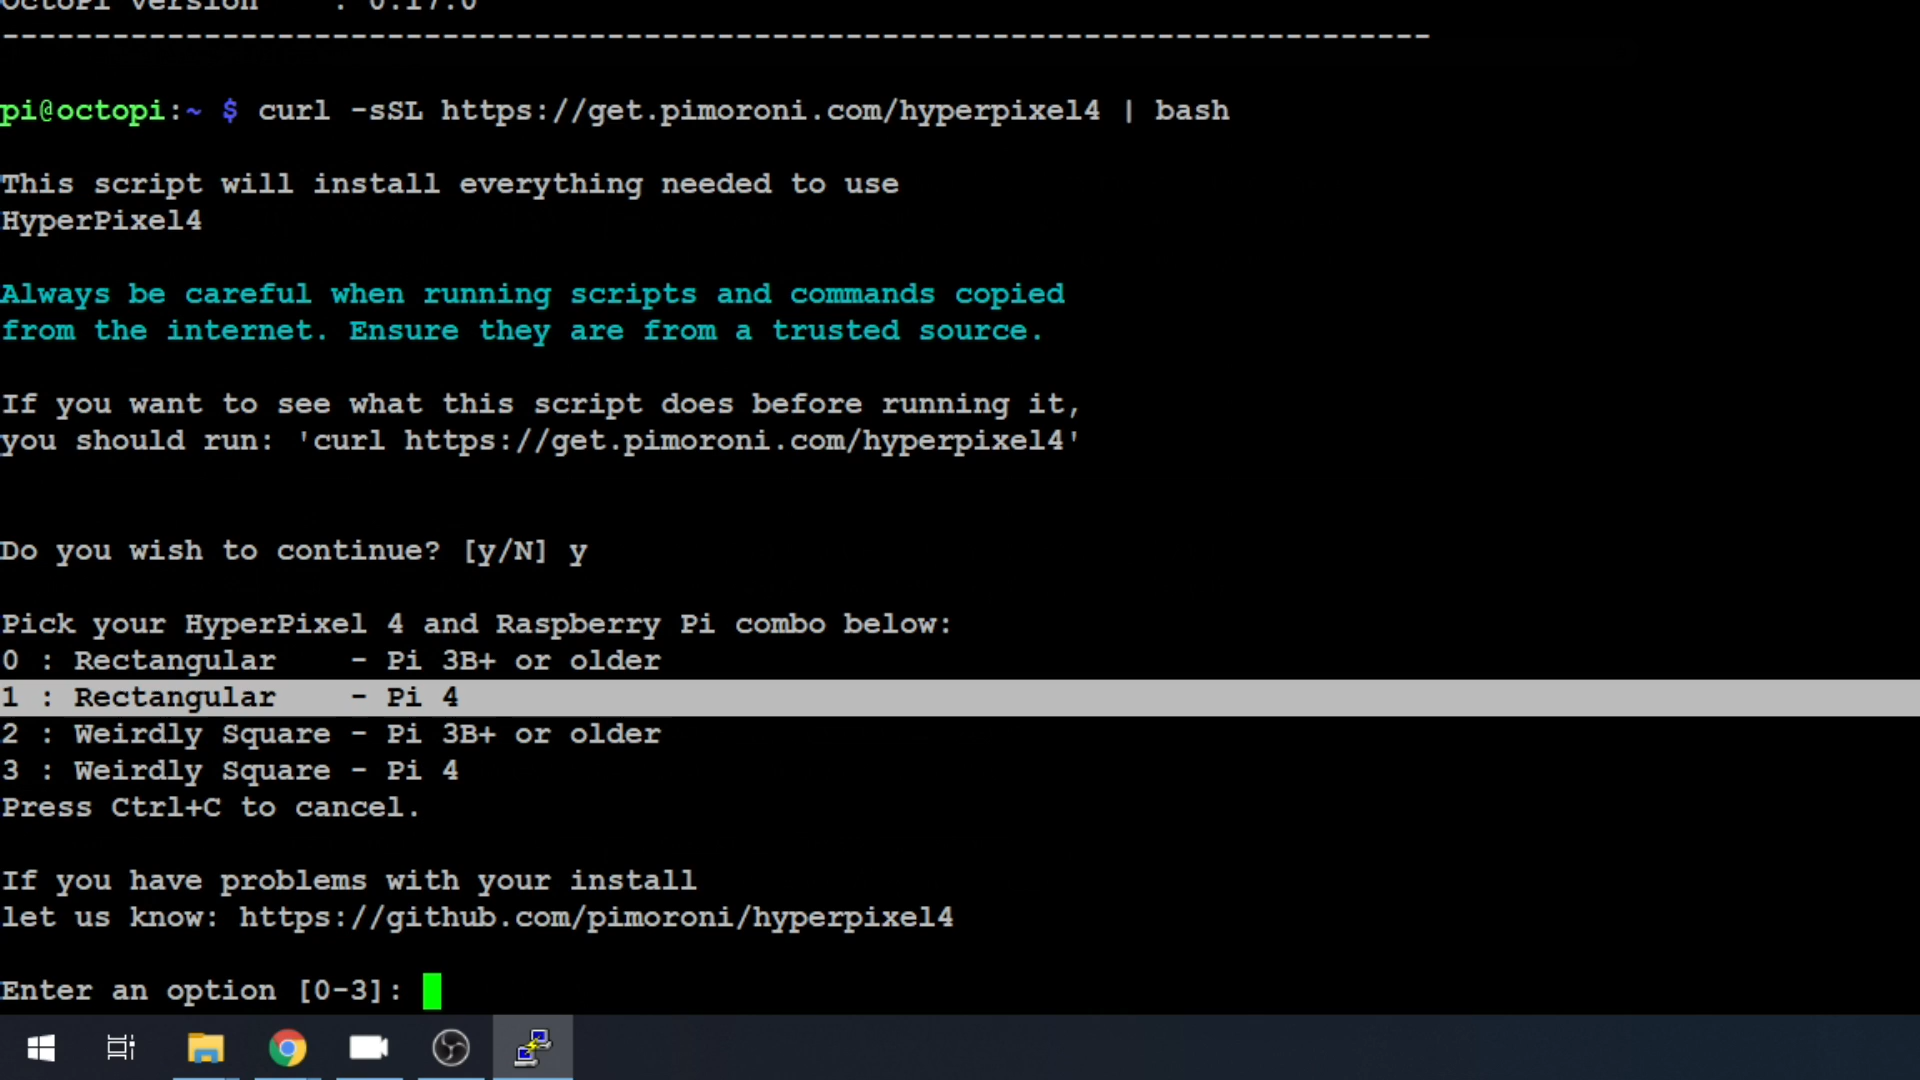 OctoPi version    : 0.17.0
------------------------------------------------------------------------------
pi@octopi:~ $ curl -sSL https://get.pimoroni.com/hyperpixel4 | bash
This script will install everything needed to use
HyperPixel4
Always be careful when running scripts and commands copied
from the internet. Ensure they are from a trusted source.
If you want to see what this script does before running it,
you should run: 'curl https://get.pimoroni.com/hyperpixel4'
Do you wish to continue? [y/N] y
Pick your HyperPixel 4 and Raspberry Pi combo below:
0 : Rectangular    - Pi 3B+ or older
1 : Rectangular    - Pi 4
2 : Weirdly Square - Pi 3B+ or older
3 : Weirdly Square - Pi 4
Press Ctrl+C to cancel.
If you have problems with your install
let us know: https://github.com/pimoroni/hyperpixel4
Enter an option [0-3]: